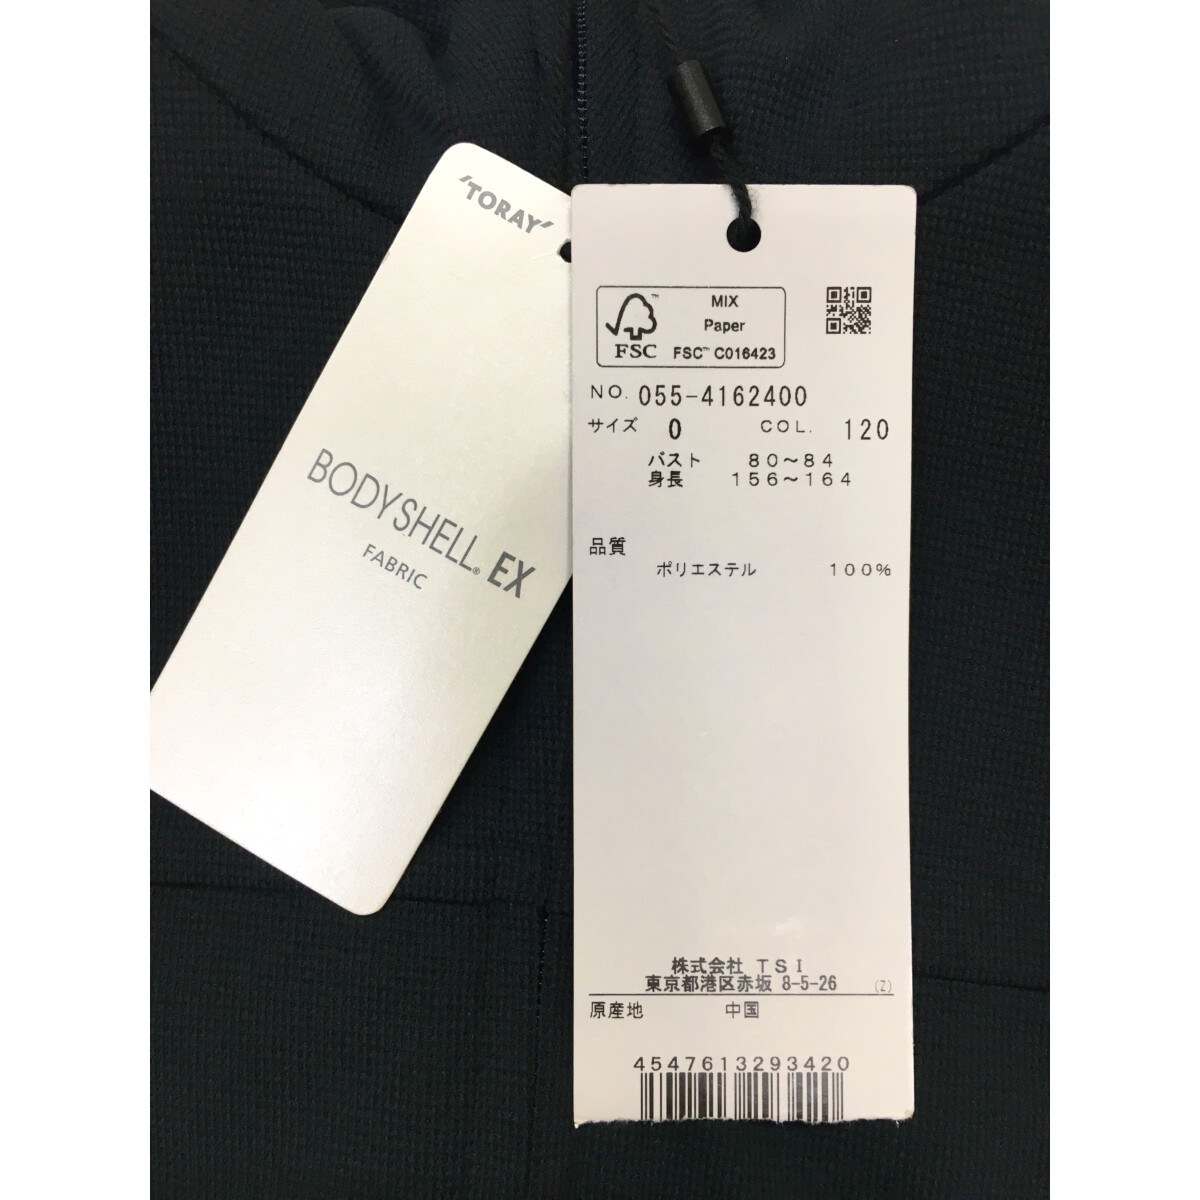 "TORAY"
BODYSHELL® EX
FABRIC
MIX
Paper
FSC™ C016423
FSC
NO. 055-4162400
サイズ 0 COL. 120
バスト 80～84
身長 156～164
品質
ポリエステル 100%
株式会社 TSI
東京都港区赤坂 8-5-26 (Z)
原産地 中国
4547613293420